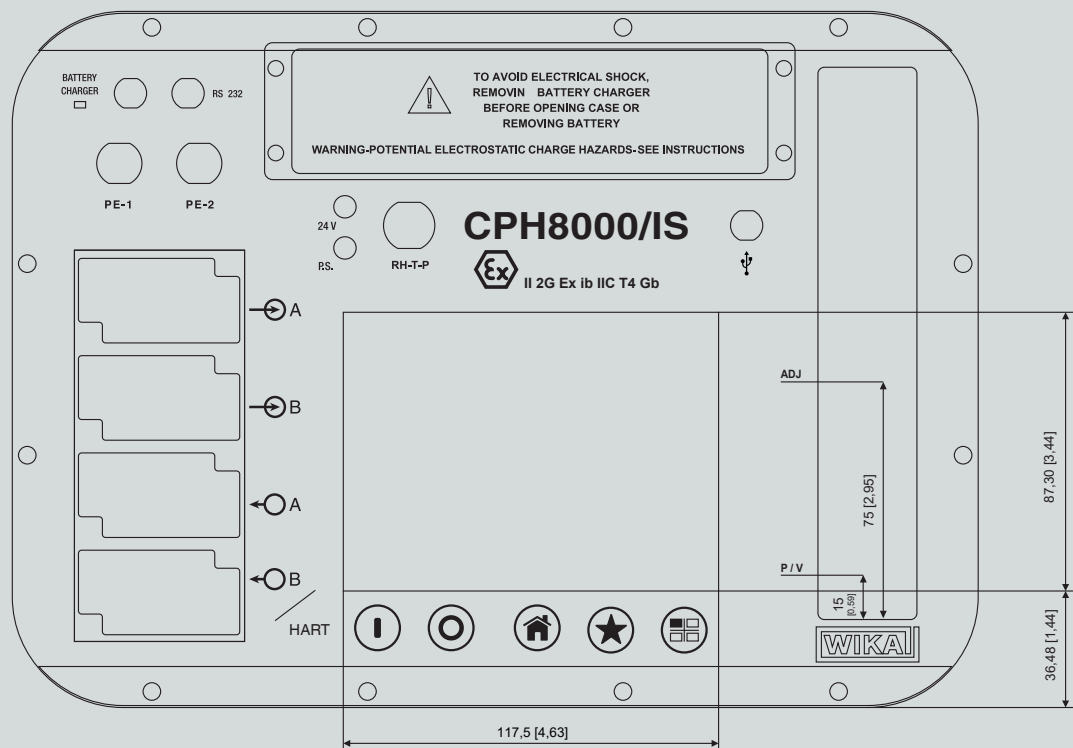 BATTERY
CHARGER
RS 232
TO AVOID ELECTRICAL SHOCK,
REMOVIN BATTERY CHARGER
BEFORE OPENING CASE OR
REMOVING BATTERY
WARNING-POTENTIAL ELECTROSTATIC CHARGE HAZARDS-SEE INSTRUCTIONS
PE-1
PE-2
24 V
P.S.
RH-T-P
CPH8000/IS
Ex II 2G Ex ib IIC T4 Gb
A
B
A
B
HART
ADJ
P / V
75 [2,95]
15
[0,59]
87,30 [3,44]
36,48 [1,44]
WIKA
117,5 [4,63]